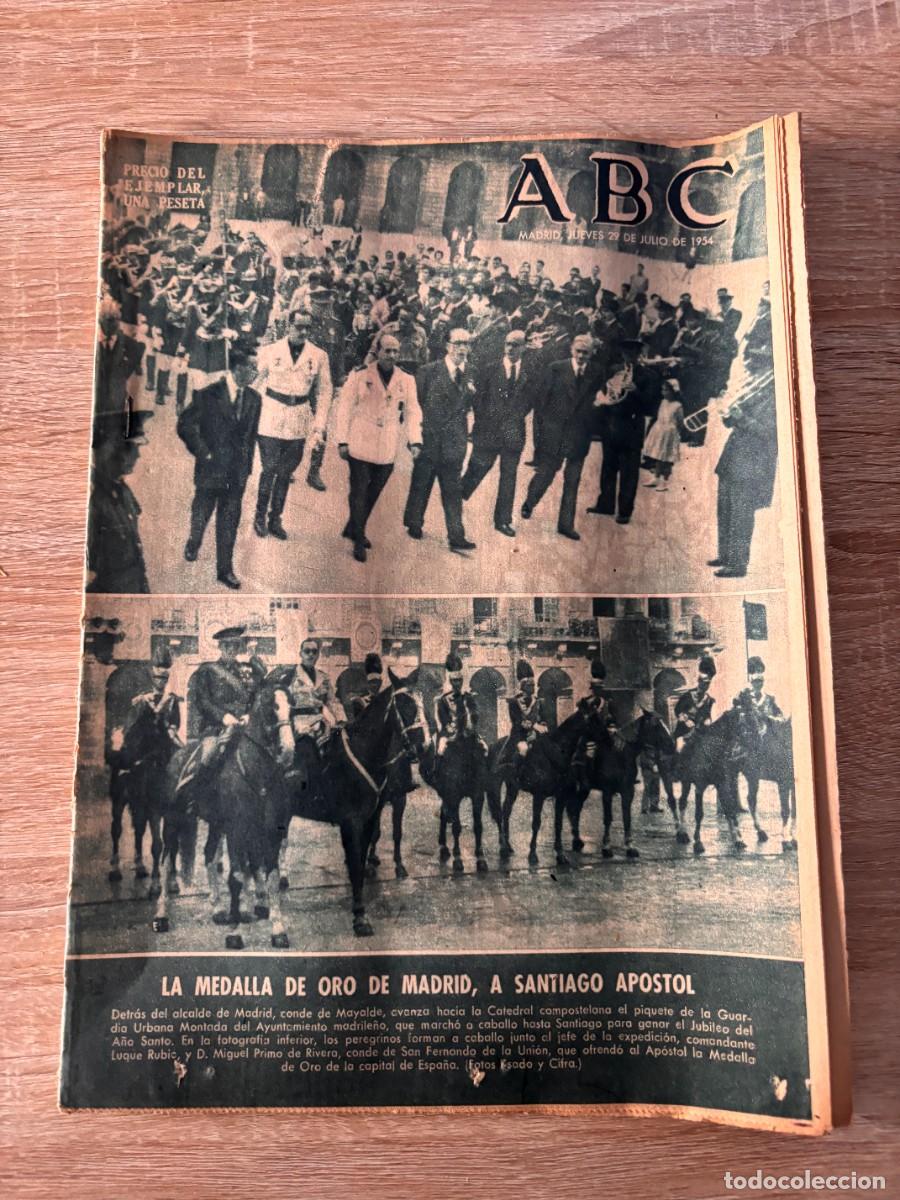 PRECIO DEL
EJEMPLAR,
UNA PESETA
ABC
MADRID, JUEVES 29 DE JULIO DE 1954
LA MEDALLA DE ORO DE MADRID, A SANTIAGO APOSTOL
Detrás del alcalde de Madrid, conde de Mayalde, avanza hacia la Catedral compostelana el piquete de la Guar-
dia Urbana Montada del Ayuntamiento madrileño, que marchó a caballo hasta Santiago para ganar el Jubileo del
Año Santo. En la fotografía inferior, los peregrinos forman a caballo junto al jefe de la expedición, comandante
Luque Rubio, y D. Miguel Primo de Rivera, conde de San Fernando de la Unión, que ofrendó al Apóstol la Medalla
de Oro de la capital de España. (Fotos Esado y Cifra.)
todocoleccion